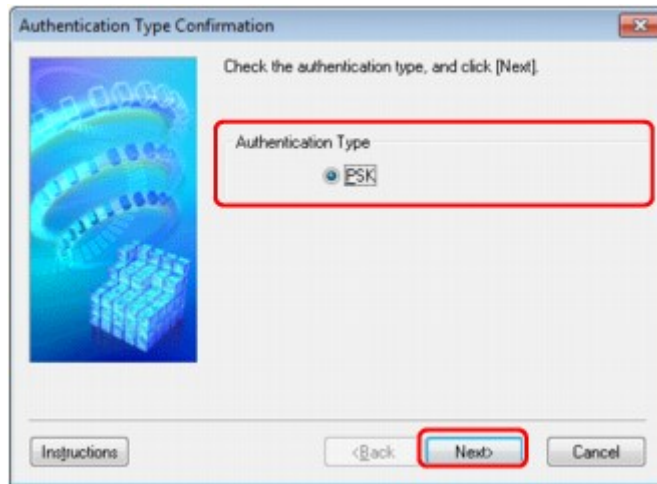 Authentication Type Confirmation
Check the authentication type, and click [Next].
Authentication Type
PSK
Instructions
<Back
Next>
Cancel